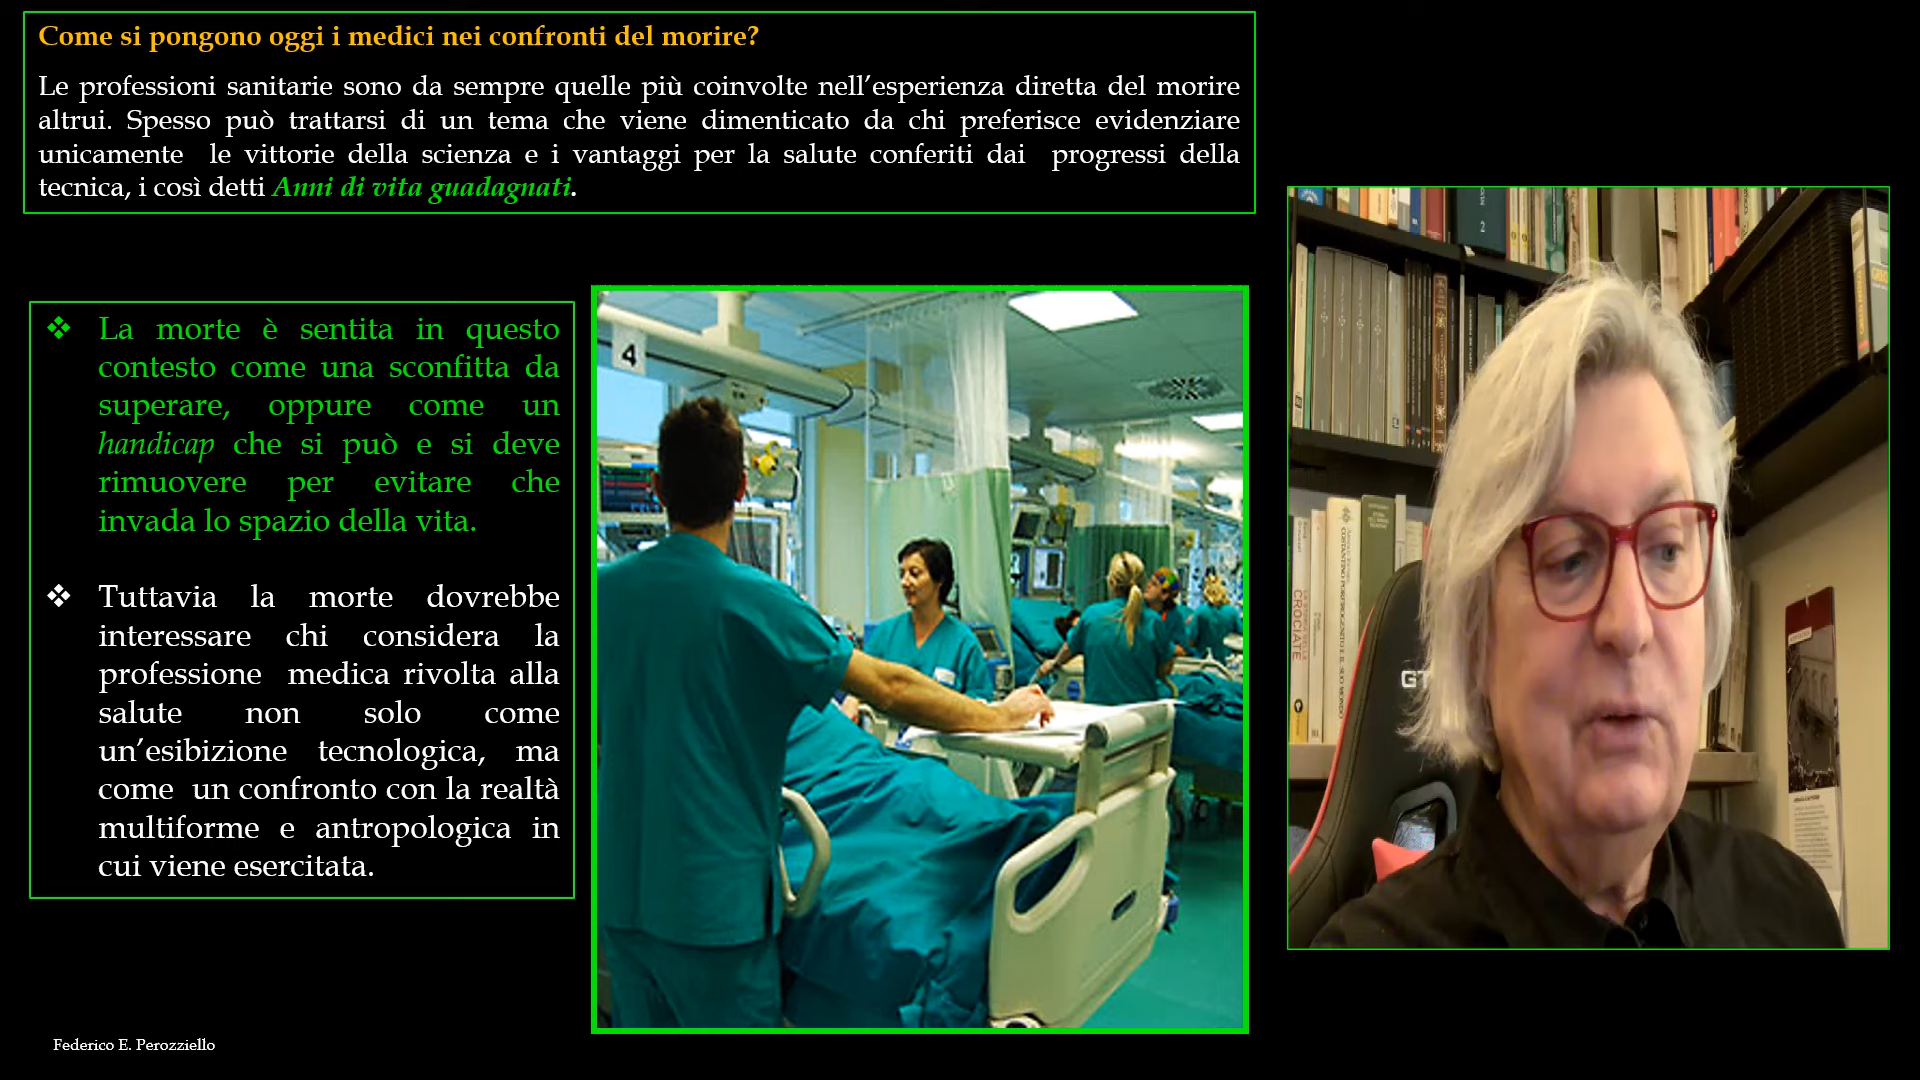 Come si pongono oggi i medici nei confronti del morire?
Le professioni sanitarie sono da sempre quelle più coinvolte nell’esperienza diretta del morire
altrui. Spesso può trattarsi di un tema che viene dimenticato da chi preferisce evidenziare
unicamente le vittorie della scienza e i vantaggi per la salute conferiti dai progressi della
tecnica, i così detti Anni di vita guadagnati.
❖ La morte è sentita in questo
contesto come una sconfitta da
superare, oppure come un
handicap che si può e si deve
rimuovere per evitare che
invada lo spazio della vita.
❖ Tuttavia la morte dovrebbe
interessare chi considera la
professione medica rivolta alla
salute non solo come
un’esibizione tecnologica, ma
come un confronto con la realtà
multiforme e antropologica in
cui viene esercitata.
4
2
CROCIATE
GT
Federico E. Perozziello